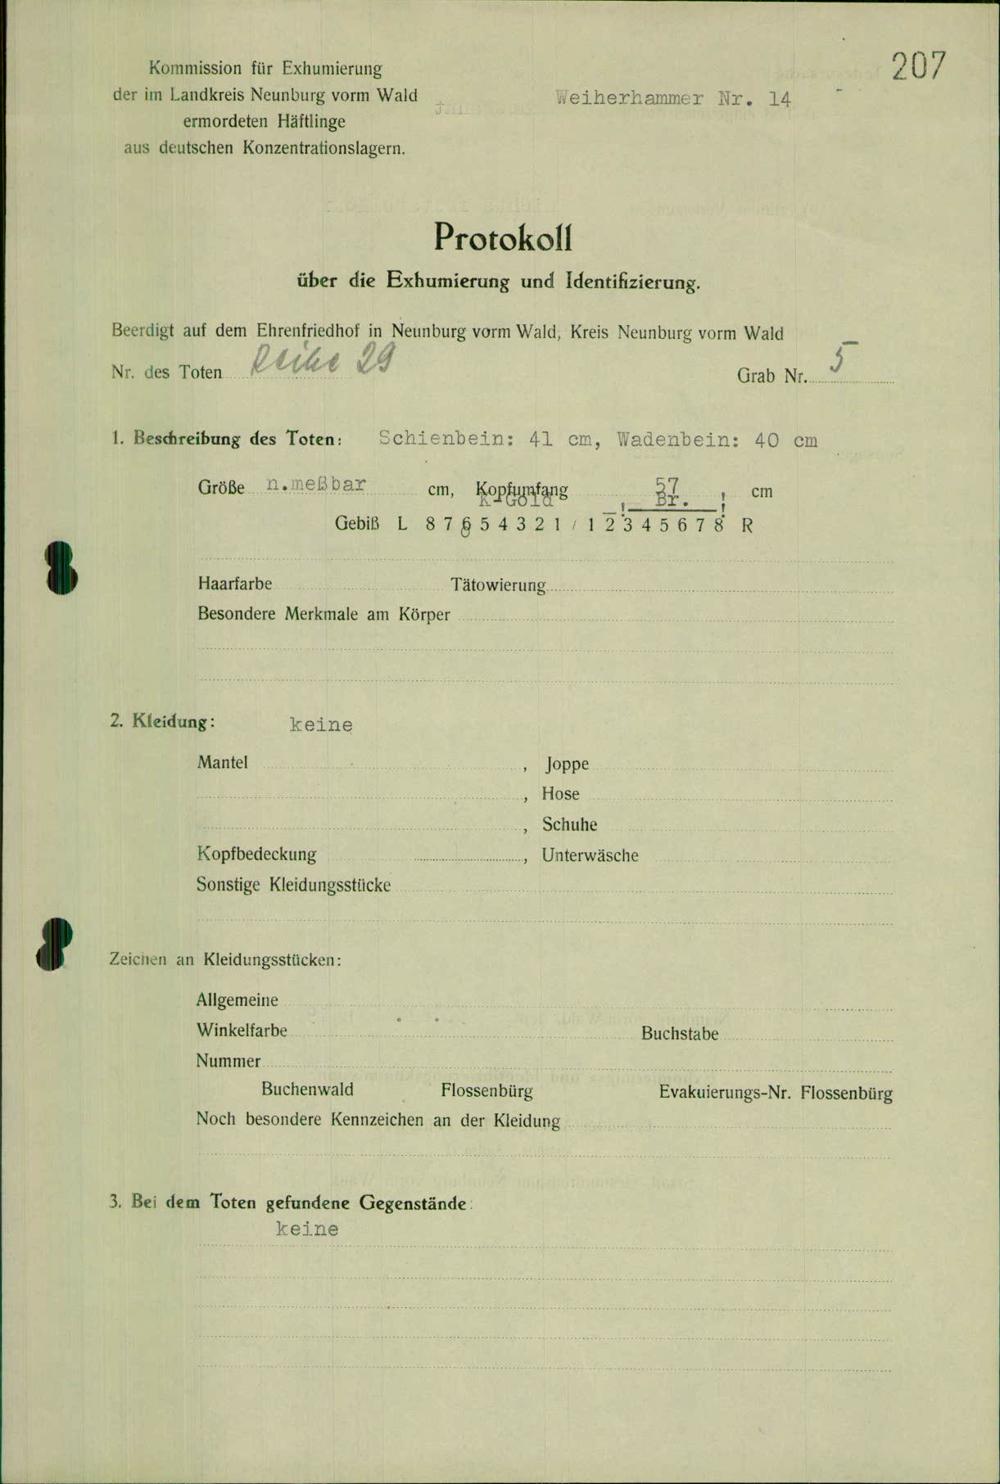 207
Kommission für Exhumierung
der im Landkreis Neunburg vorm Wald
ermordeten Häftlinge
aus deutschen Konzentrationslagern.
Weiherhammer Nr. 14
Protokoll
über die Exhumierung und Identifizierung.
Beerdigt auf dem Ehrenfriedhof in Neunburg vorm Wald, Kreis Neunburg vorm Wald
Nr. des Toten Reihe 29 Grab Nr. 5
1. Beschreibung des Toten: Schienbein: 41 cm, Wadenbein: 40 cm
Größe n.meßbar cm, Kopfumfang 57, cm
K-Gold Br.
Gebiß L 8 7 6 5 4 3 2 1 / 1 2 3 4 5 6 7 8 R
Haarfarbe Tätowierung
Besondere Merkmale am Körper
2. Kleidung: keine
Mantel , Joppe
, Hose
, Schuhe
Kopfbedeckung , Unterwäsche
Sonstige Kleidungsstücke
Zeichen an Kleidungsstücken:
Allgemeine
Winkelfarbe Buchstabe
Nummer
Buchenwald Flossenbürg Evakuierungs-Nr. Flossenbürg
Noch besondere Kennzeichen an der Kleidung
3. Bei dem Toten gefundene Gegenstände:
keine